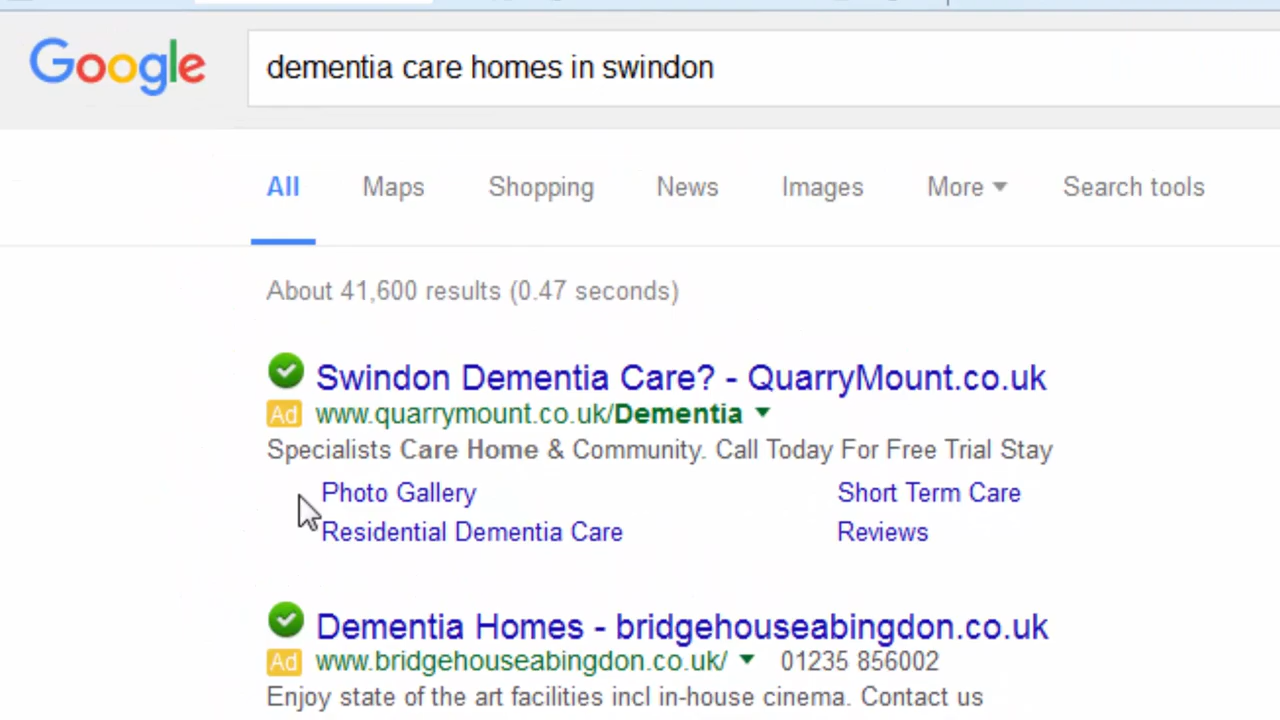 Google
dementia care homes in swindon
All Maps Shopping News Images More Search tools
About 41,600 results (0.47 seconds)
Swindon Dementia Care? - QuarryMount.co.uk
Ad www.quarrymount.co.uk/Dementia
Specialists Care Home & Community. Call Today For Free Trial Stay
Photo Gallery Short Term Care
Residential Dementia Care Reviews
Dementia Homes - bridgehouseabingdon.co.uk
Ad www.bridgehouseabingdon.co.uk/ 01235 856002
Enjoy state of the art facilities incl in-house cinema. Contact us